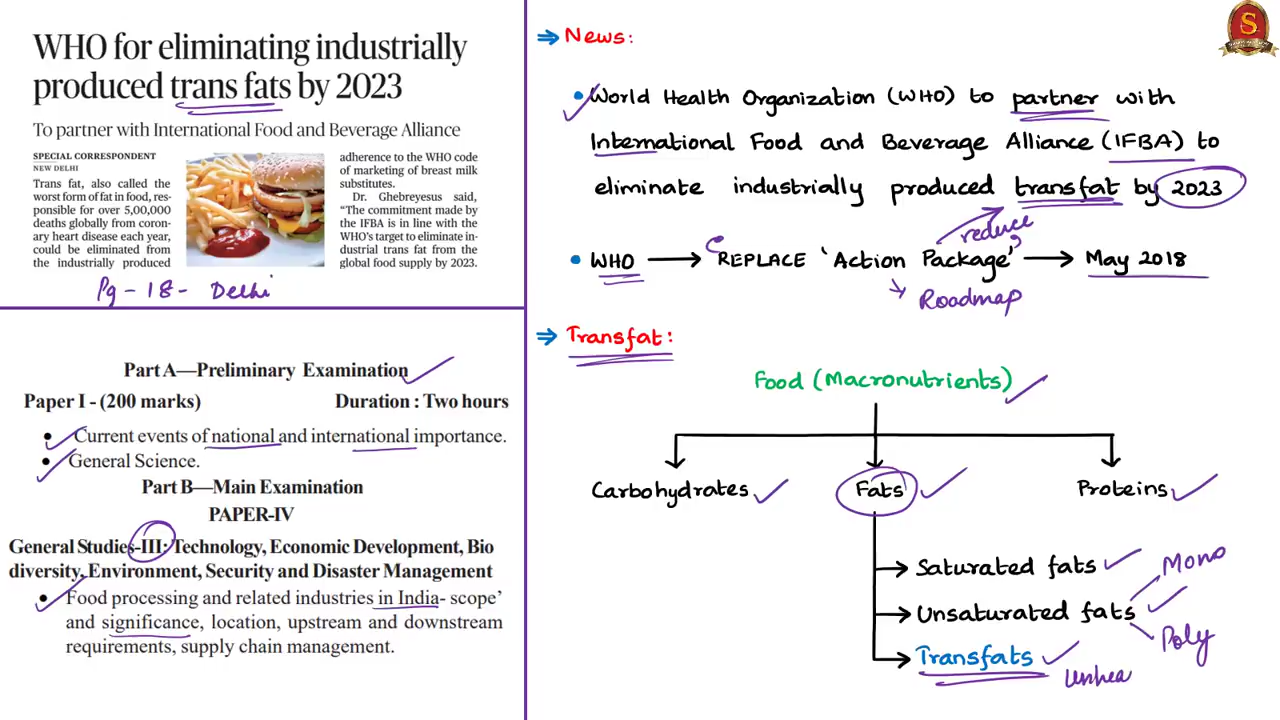 WHO for eliminating industrially
produced trans fats by 2023
To partner with International Food and Beverage Alliance
SPECIAL CORRESPONDENT
NEW DELHI
Trans fat, also called the
worst form of fat in food, res-
ponsible for over 5,00,000
deaths globally from coron-
ary heart disease each year,
could be eliminated from
the industrially produced
adherence to the WHO code
of marketing of breast milk
substitutes.
Dr. Ghebreyesus said,
“The commitment made by
the IFBA is in line with the
WHO's target to eliminate in-
dustrial trans fat from the
global food supply by 2023.
Pg - 18 - Delhi
Part A—Preliminary Examination
Paper I - (200 marks) Duration : Two hours
• Current events of national and international importance.
• General Science.
Part B—Main Examination
PAPER-IV
General Studies-III: Technology, Economic Development, Bio
diversity, Environment, Security and Disaster Management
• Food processing and related industries in India- scope’
and significance, location, upstream and downstream
requirements, supply chain management.
⇒ News:
• World Health Organization (WHO) to partner with
International Food and Beverage Alliance (IFBA) to
eliminate industrially produced transfat by 2023
reduce
• WHO → REPLACE ‘Action Package’ → May 2018
Roadmap
⇒ Transfat:
Food (Macronutrients)
Carbohydrates Fats Proteins
Saturated fats
Mono
Unsaturated fats
Poly
Transfats
Unhea
S